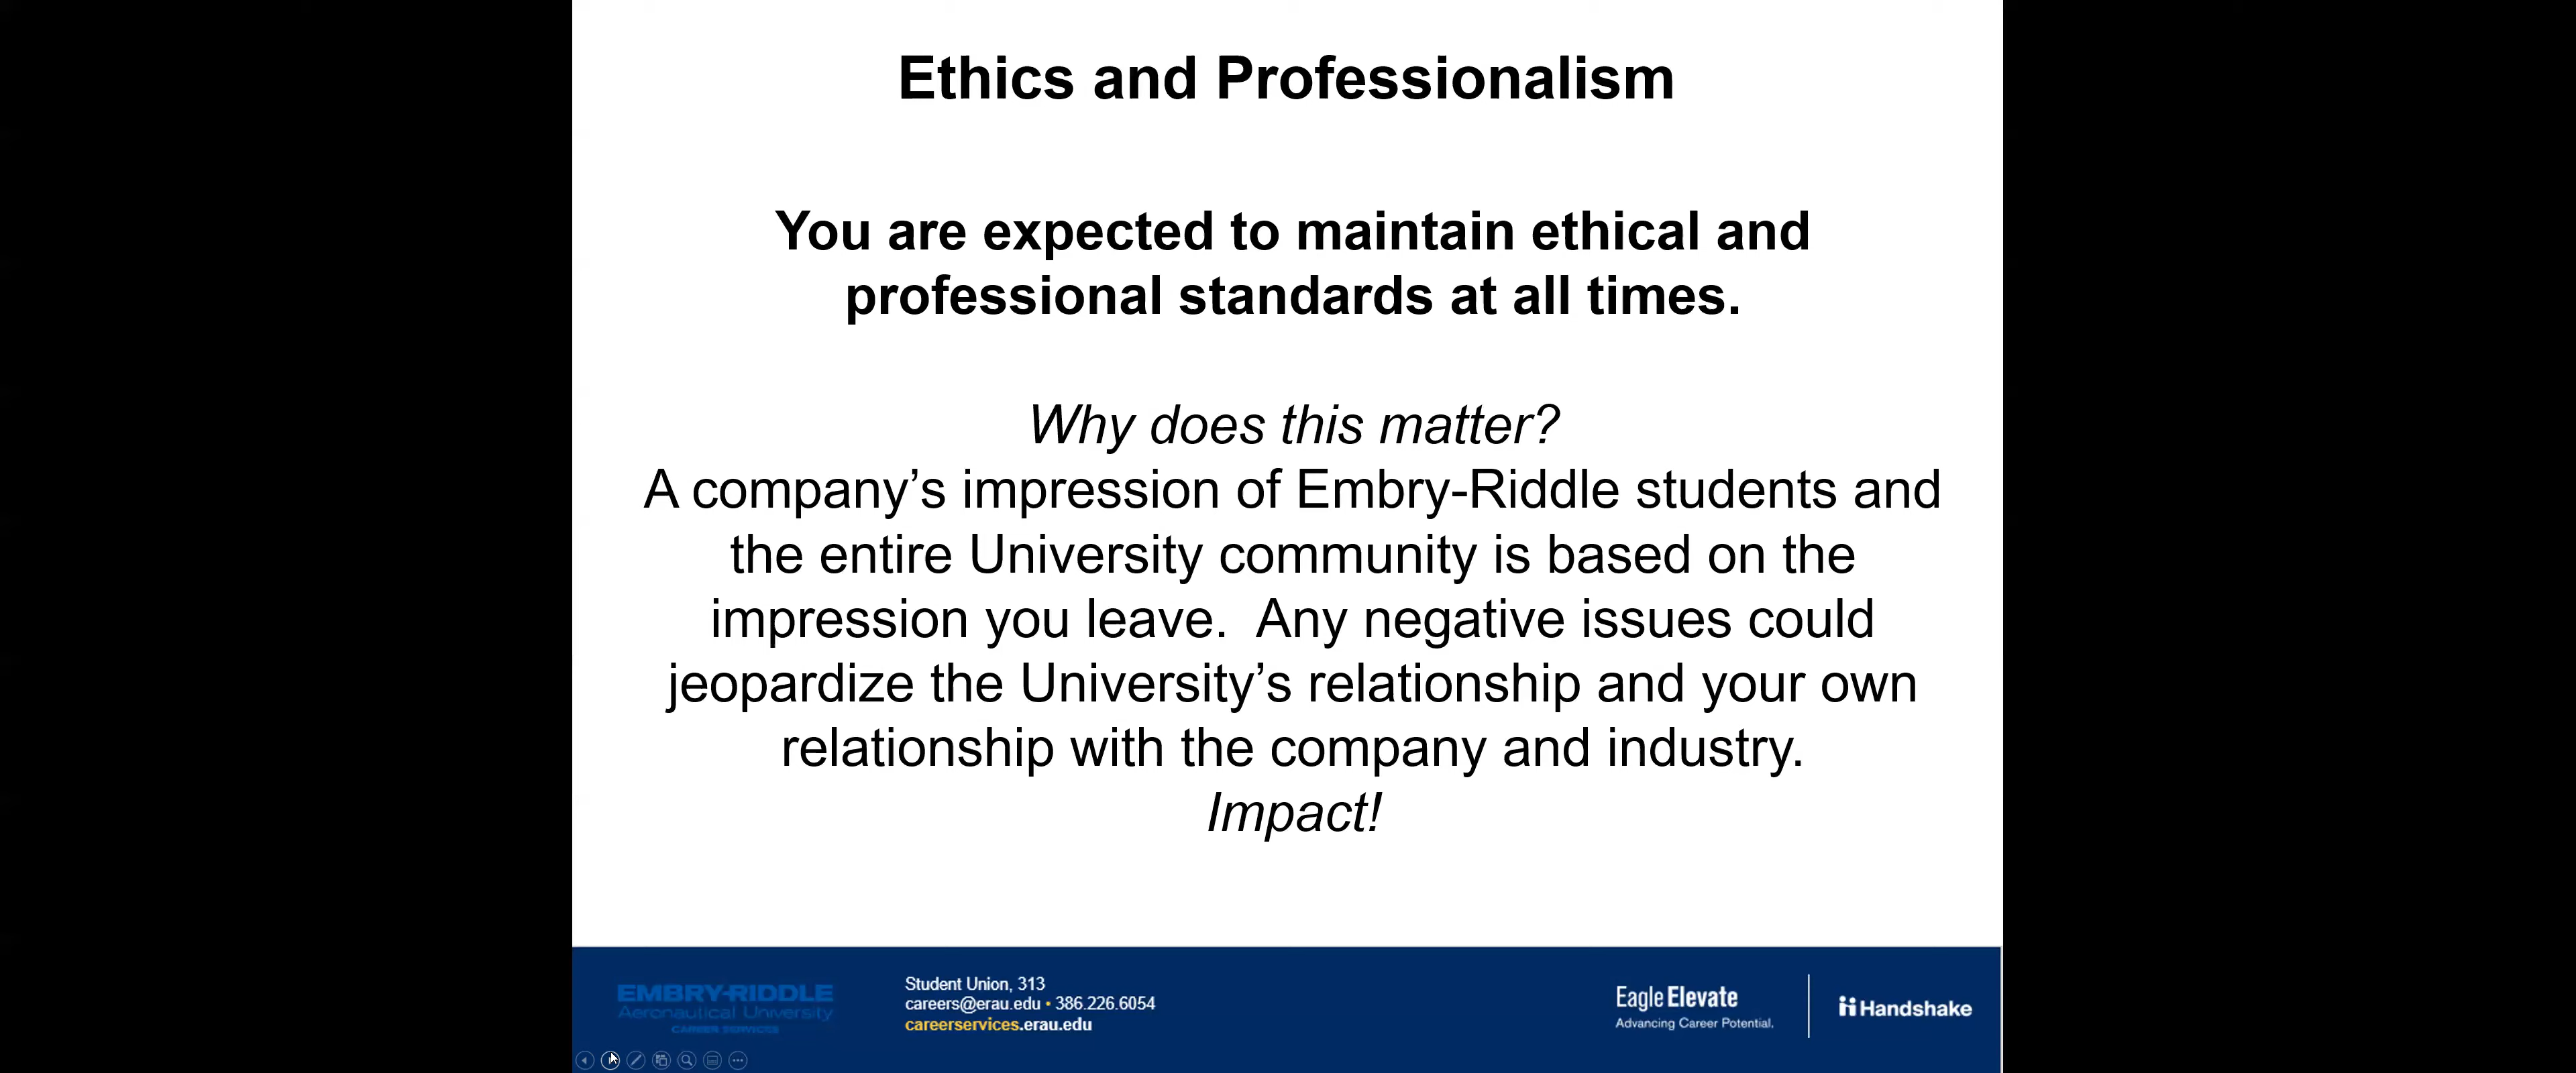 Ethics and Professionalism
You are expected to maintain ethical and
professional standards at all times.
Why does this matter?
A company’s impression of Embry-Riddle students and
the entire University community is based on the
impression you leave.  Any negative issues could
jeopardize the University’s relationship and your own
relationship with the company and industry.
Impact!
EMBRY-RIDDLE
Aeronautical University
CAREER SERVICES
Student Union, 313
careers@erau.edu • 386.226.6054
careerservices.erau.edu
Eagle Elevate
Advancing Career Potential.
Handshake